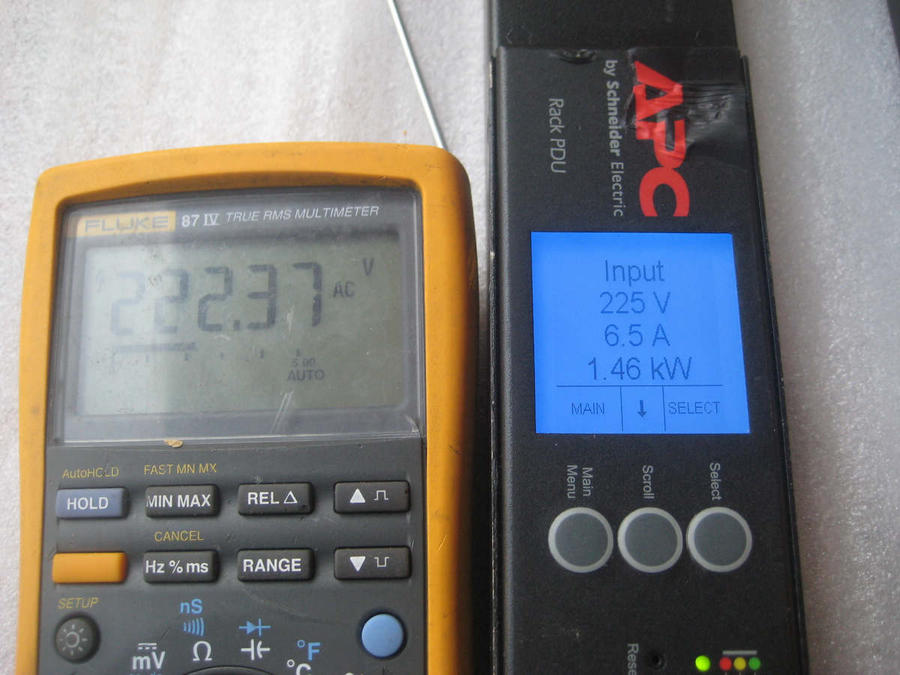 FLUKE 87 IV TRUE RMS MULTIMETER
222.37
V
AC
5.00
AUTO
AutoHOLD
FAST MN MX
HOLD
MIN MAX
REL Δ
▲
CANCEL
Hz % ms
RANGE
▼
SETUP
nS
mV
Ω
°F
°C
APC
by Schneider Electric
Rack PDU
Input
225 V
6.5 A
1.46 kW
MAIN
↓
SELECT
Main
Menu
Scroll
Select